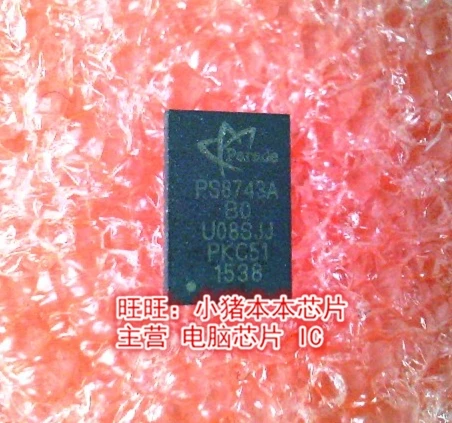 Parade
PS8743A
B0
U08SJJ
PKC51
1538
旺旺：小猪本本芯片
主营 电脑芯片 IC